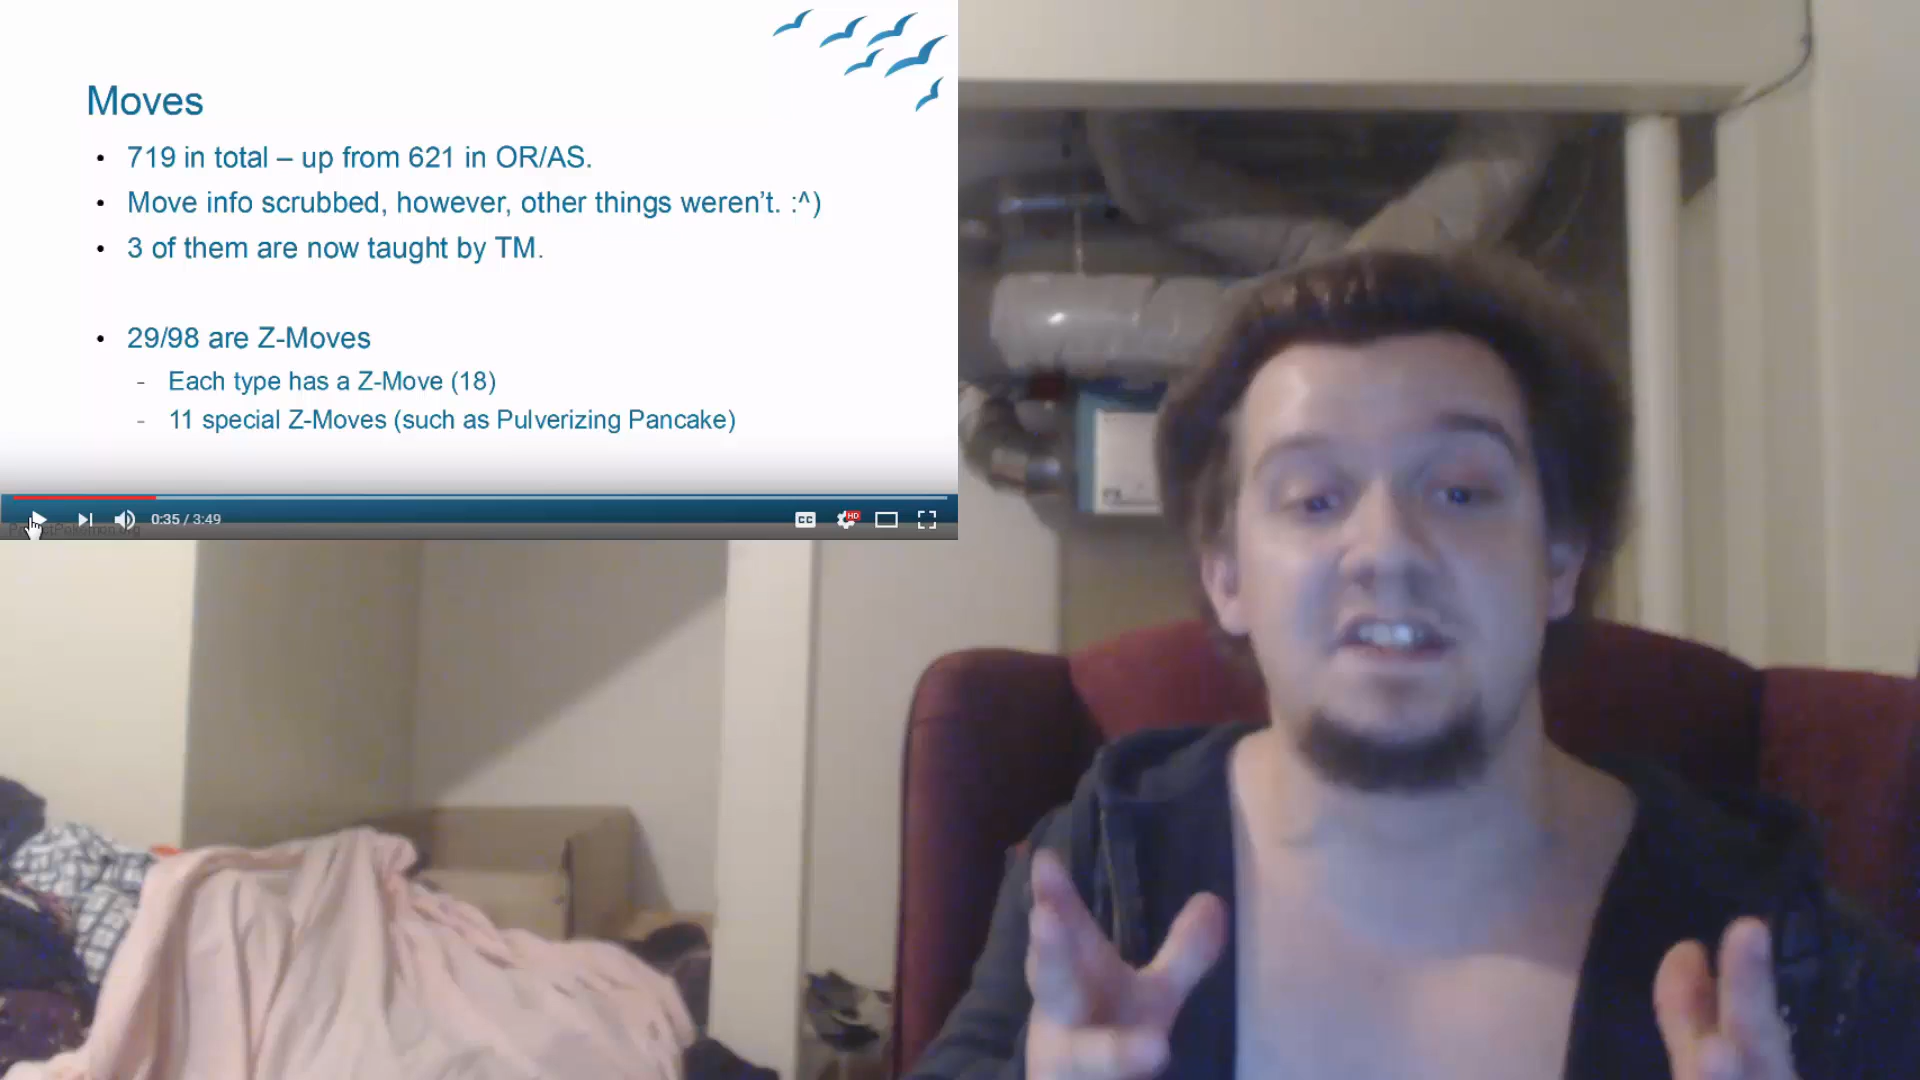 Moves
• 719 in total – up from 621 in OR/AS.
• Move info scrubbed, however, other things weren't. :^)
• 3 of them are now taught by TM.
• 29/98 are Z-Moves
- Each type has a Z-Move (18)
- 11 special Z-Moves (such as Pulverizing Pancake)
0:35 / 3:49
CC
HD